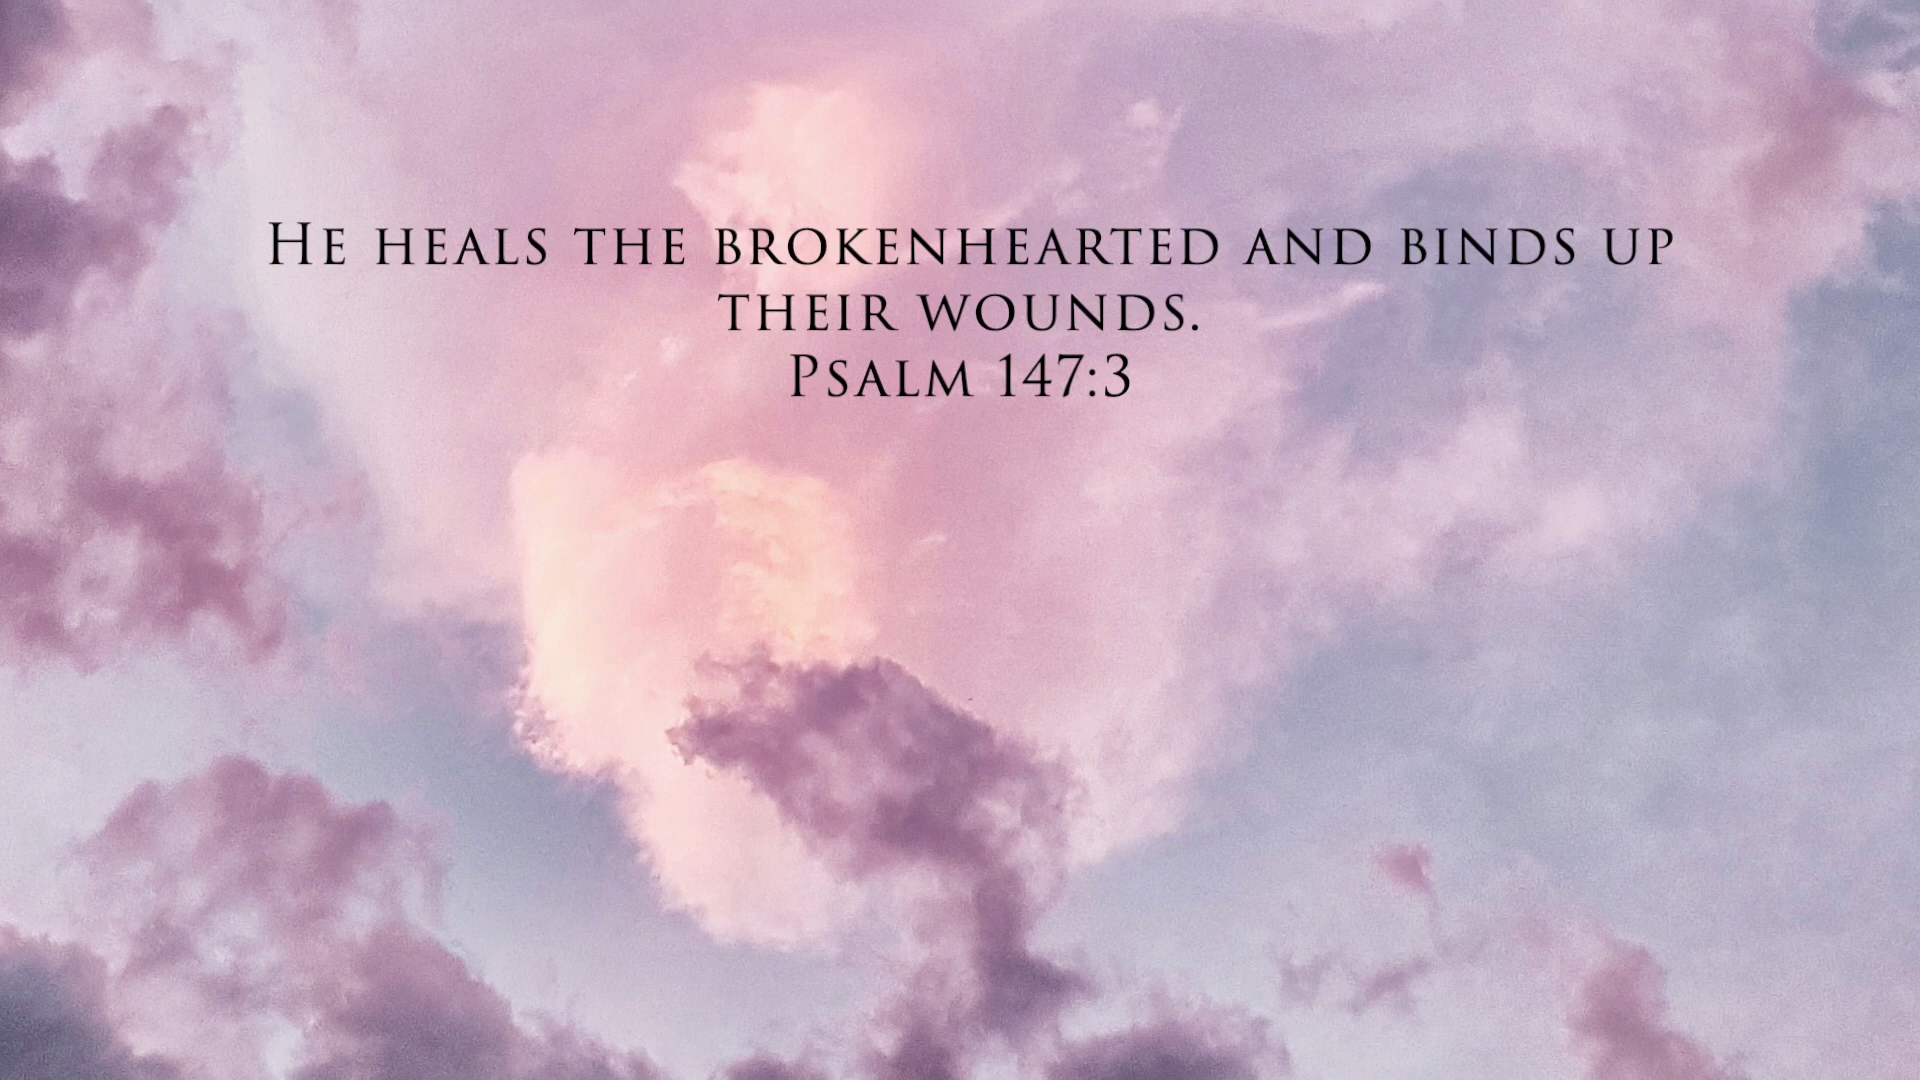 He heals the brokenhearted and binds up
their wounds.
Psalm 147:3